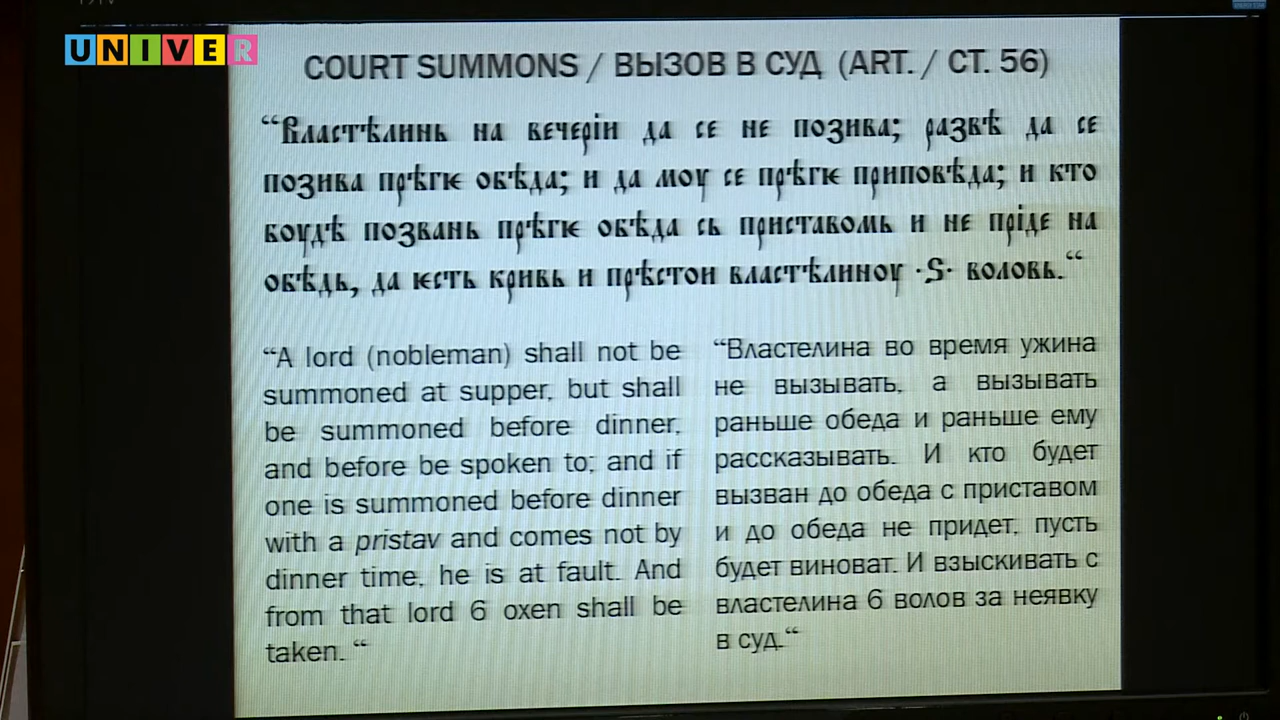 UNIVER
COURT SUMMONS / ВЫЗОВ В СУД (ART. / СТ. 56)
“Властѣлинь на вечерїи да се не позива; развѣ да се
позива прѣгѥ обѣда; и да моу се прѣгѥ приповѣда; и кто
боудѣ позвань прѣгѥ обѣда сь приставомь и не прїде на
обѣдь, да ѥсть кривь и прѣстои властѣлиноу ·Ѕ· воловь.“
“A lord (nobleman) shall not be
summoned at supper, but shall
be summoned before dinner,
and before be spoken to; and if
one is summoned before dinner
with a pristav and comes not by
dinner time, he is at fault. And
from that lord 6 oxen shall be
taken. “
“Властелина во время ужина
не вызывать, а вызывать
раньше обеда и раньше ему
рассказывать. И кто будет
вызван до обеда с приставом
и до обеда не придет, пусть
будет виноват. И взыскивать с
властелина 6 волов за неявку
в суд.“